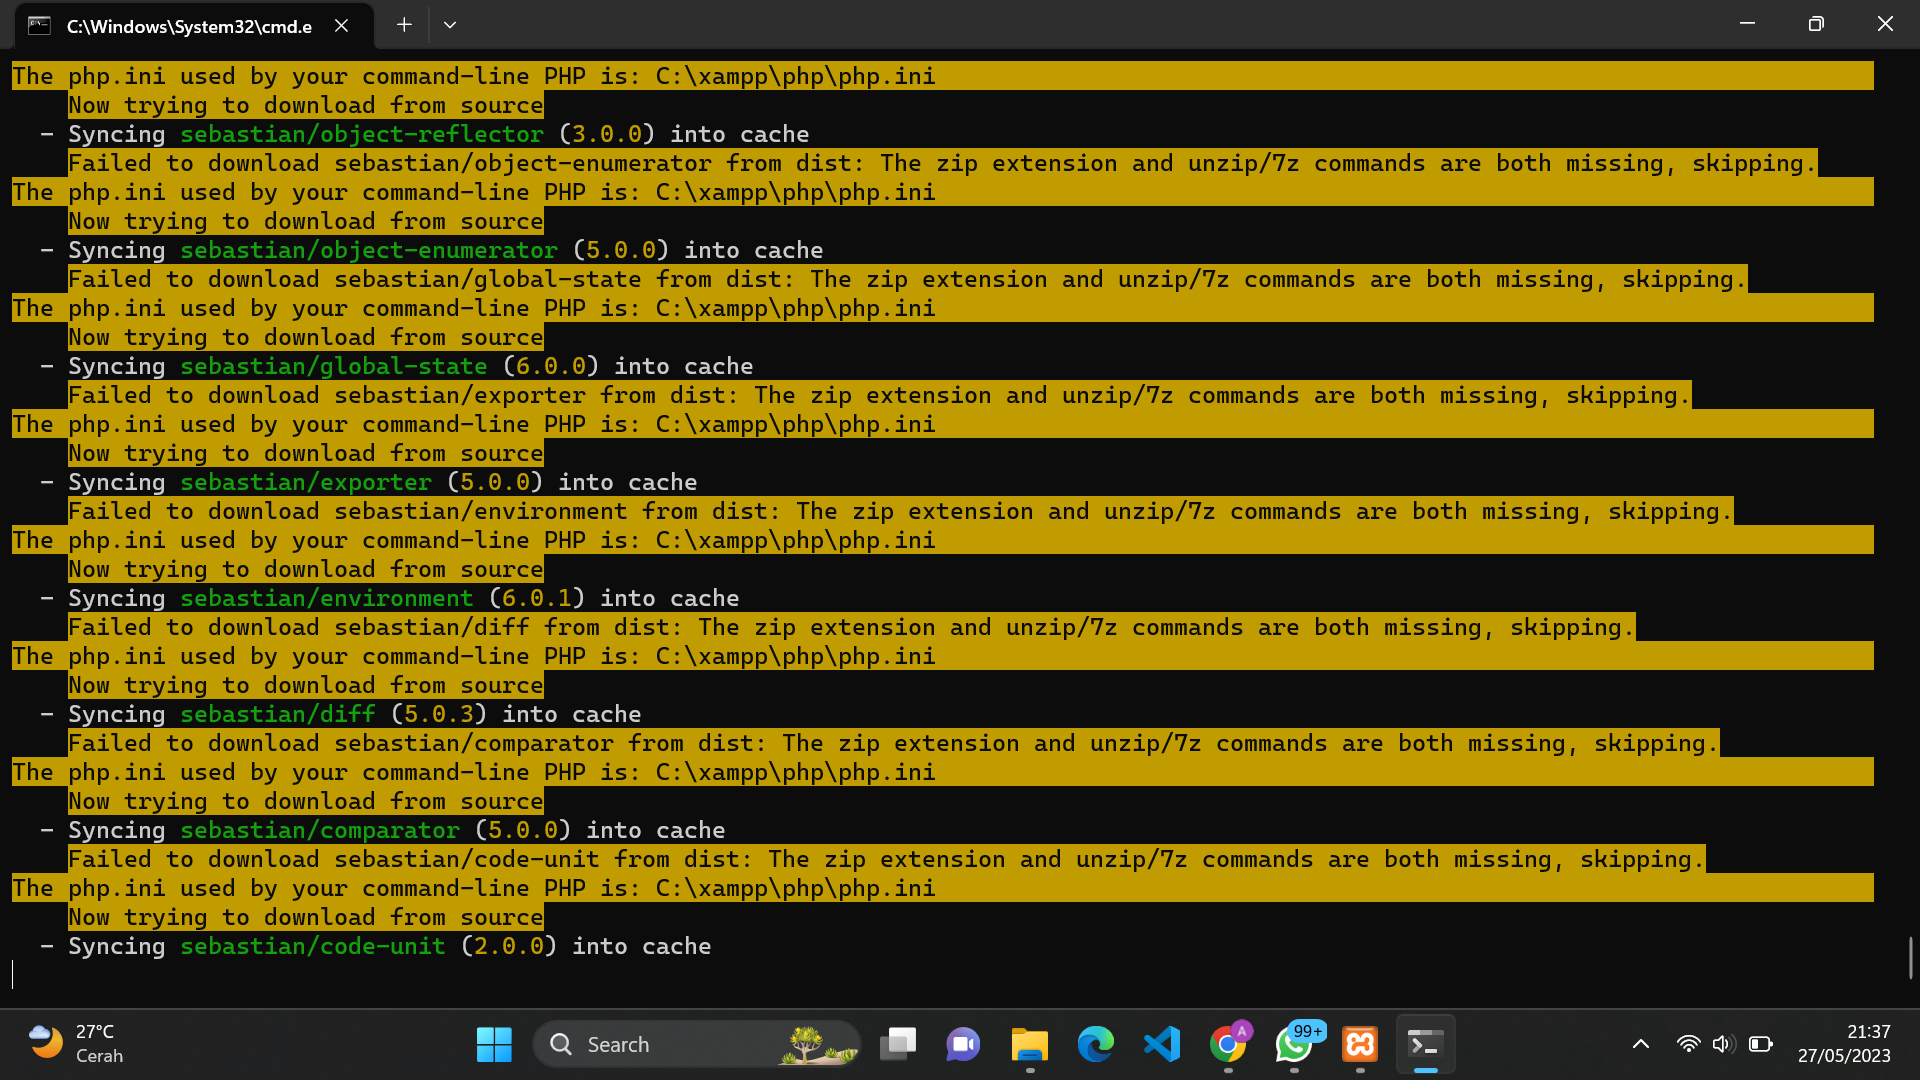 C:\Windows\System32\cmd.e
The php.ini used by your command-line PHP is: C:\xampp\php\php.ini
Now trying to download from source
- Syncing sebastian/object-reflector (3.0.0) into cache
Failed to download sebastian/object-enumerator from dist: The zip extension and unzip/7z commands are both missing, skipping.
The php.ini used by your command-line PHP is: C:\xampp\php\php.ini
Now trying to download from source
- Syncing sebastian/object-enumerator (5.0.0) into cache
Failed to download sebastian/global-state from dist: The zip extension and unzip/7z commands are both missing, skipping.
The php.ini used by your command-line PHP is: C:\xampp\php\php.ini
Now trying to download from source
- Syncing sebastian/global-state (6.0.0) into cache
Failed to download sebastian/exporter from dist: The zip extension and unzip/7z commands are both missing, skipping.
The php.ini used by your command-line PHP is: C:\xampp\php\php.ini
Now trying to download from source
- Syncing sebastian/exporter (5.0.0) into cache
Failed to download sebastian/environment from dist: The zip extension and unzip/7z commands are both missing, skipping.
The php.ini used by your command-line PHP is: C:\xampp\php\php.ini
Now trying to download from source
- Syncing sebastian/environment (6.0.1) into cache
Failed to download sebastian/diff from dist: The zip extension and unzip/7z commands are both missing, skipping.
The php.ini used by your command-line PHP is: C:\xampp\php\php.ini
Now trying to download from source
- Syncing sebastian/diff (5.0.3) into cache
Failed to download sebastian/comparator from dist: The zip extension and unzip/7z commands are both missing, skipping.
The php.ini used by your command-line PHP is: C:\xampp\php\php.ini
Now trying to download from source
- Syncing sebastian/comparator (5.0.0) into cache
Failed to download sebastian/code-unit from dist: The zip extension and unzip/7z commands are both missing, skipping.
The php.ini used by your command-line PHP is: C:\xampp\php\php.ini
Now trying to download from source
- Syncing sebastian/code-unit (2.0.0) into cache
27°C
Cerah
Search
A
99+
21:37
27/05/2023